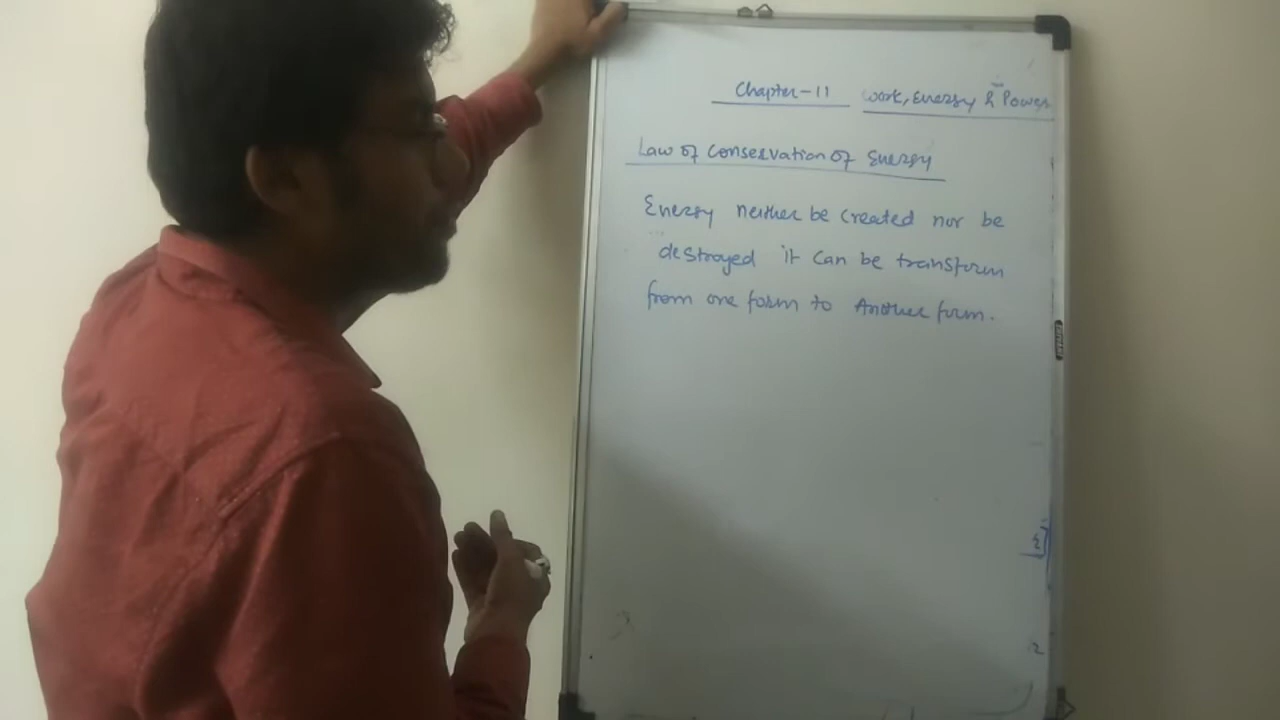 Chapter-11 Work, Energy & Power
Law of Conservation of Energy
Energy neither be created nor be
destroyed it can be transform
from one form to Another form.